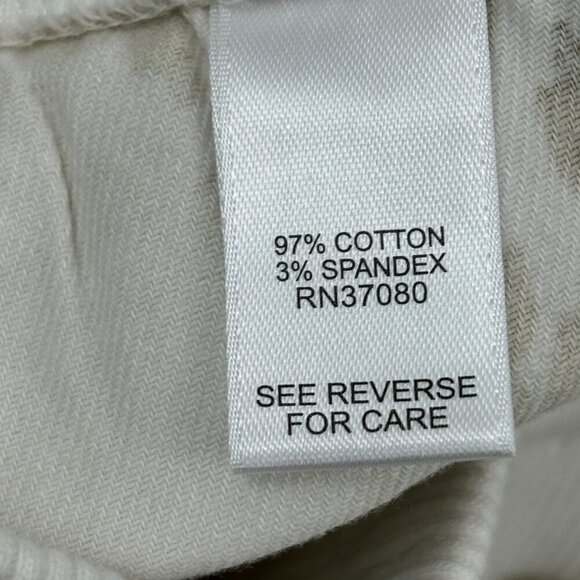 97% COTTON
3% SPANDEX
RN37080
SEE REVERSE
FOR CARE